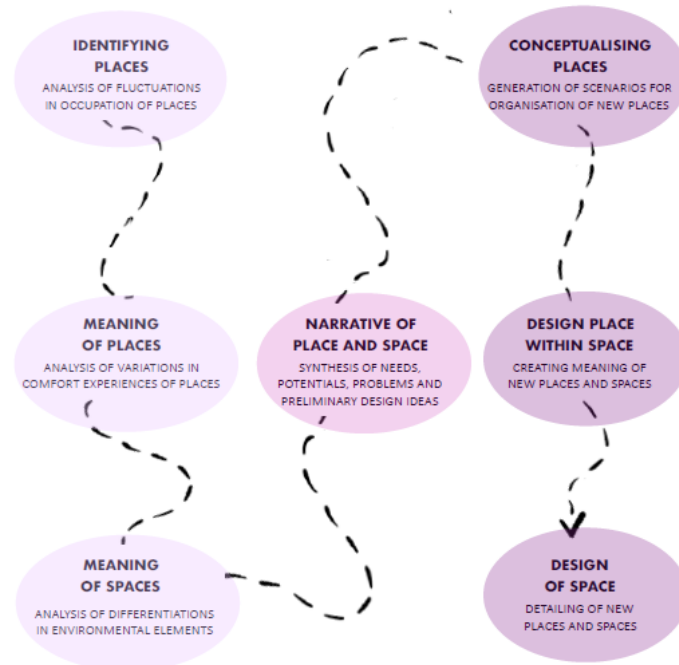 IDENTIFYING
PLACES
ANALYSIS OF FLUCTUATIONS
IN OCCUPATION OF PLACES
MEANING
OF PLACES
ANALYSIS OF VARIATIONS IN
COMFORT EXPERIENCES OF PLACES
MEANING
OF SPACES
ANALYSIS OF DIFFERENTIATIONS
IN ENVIRONMENTAL ELEMENTS
NARRATIVE OF
PLACE AND SPACE
SYNTHESIS OF NEEDS,
POTENTIALS, PROBLEMS AND
PRELIMINARY DESIGN IDEAS
CONCEPTUALISING
PLACES
GENERATION OF SCENARIOS FOR
ORGANISATION OF NEW PLACES
DESIGN PLACE
WITHIN SPACE
CREATING MEANING OF
NEW PLACES AND SPACES
DESIGN
OF SPACE
DETAILING OF NEW
PLACES AND SPACES